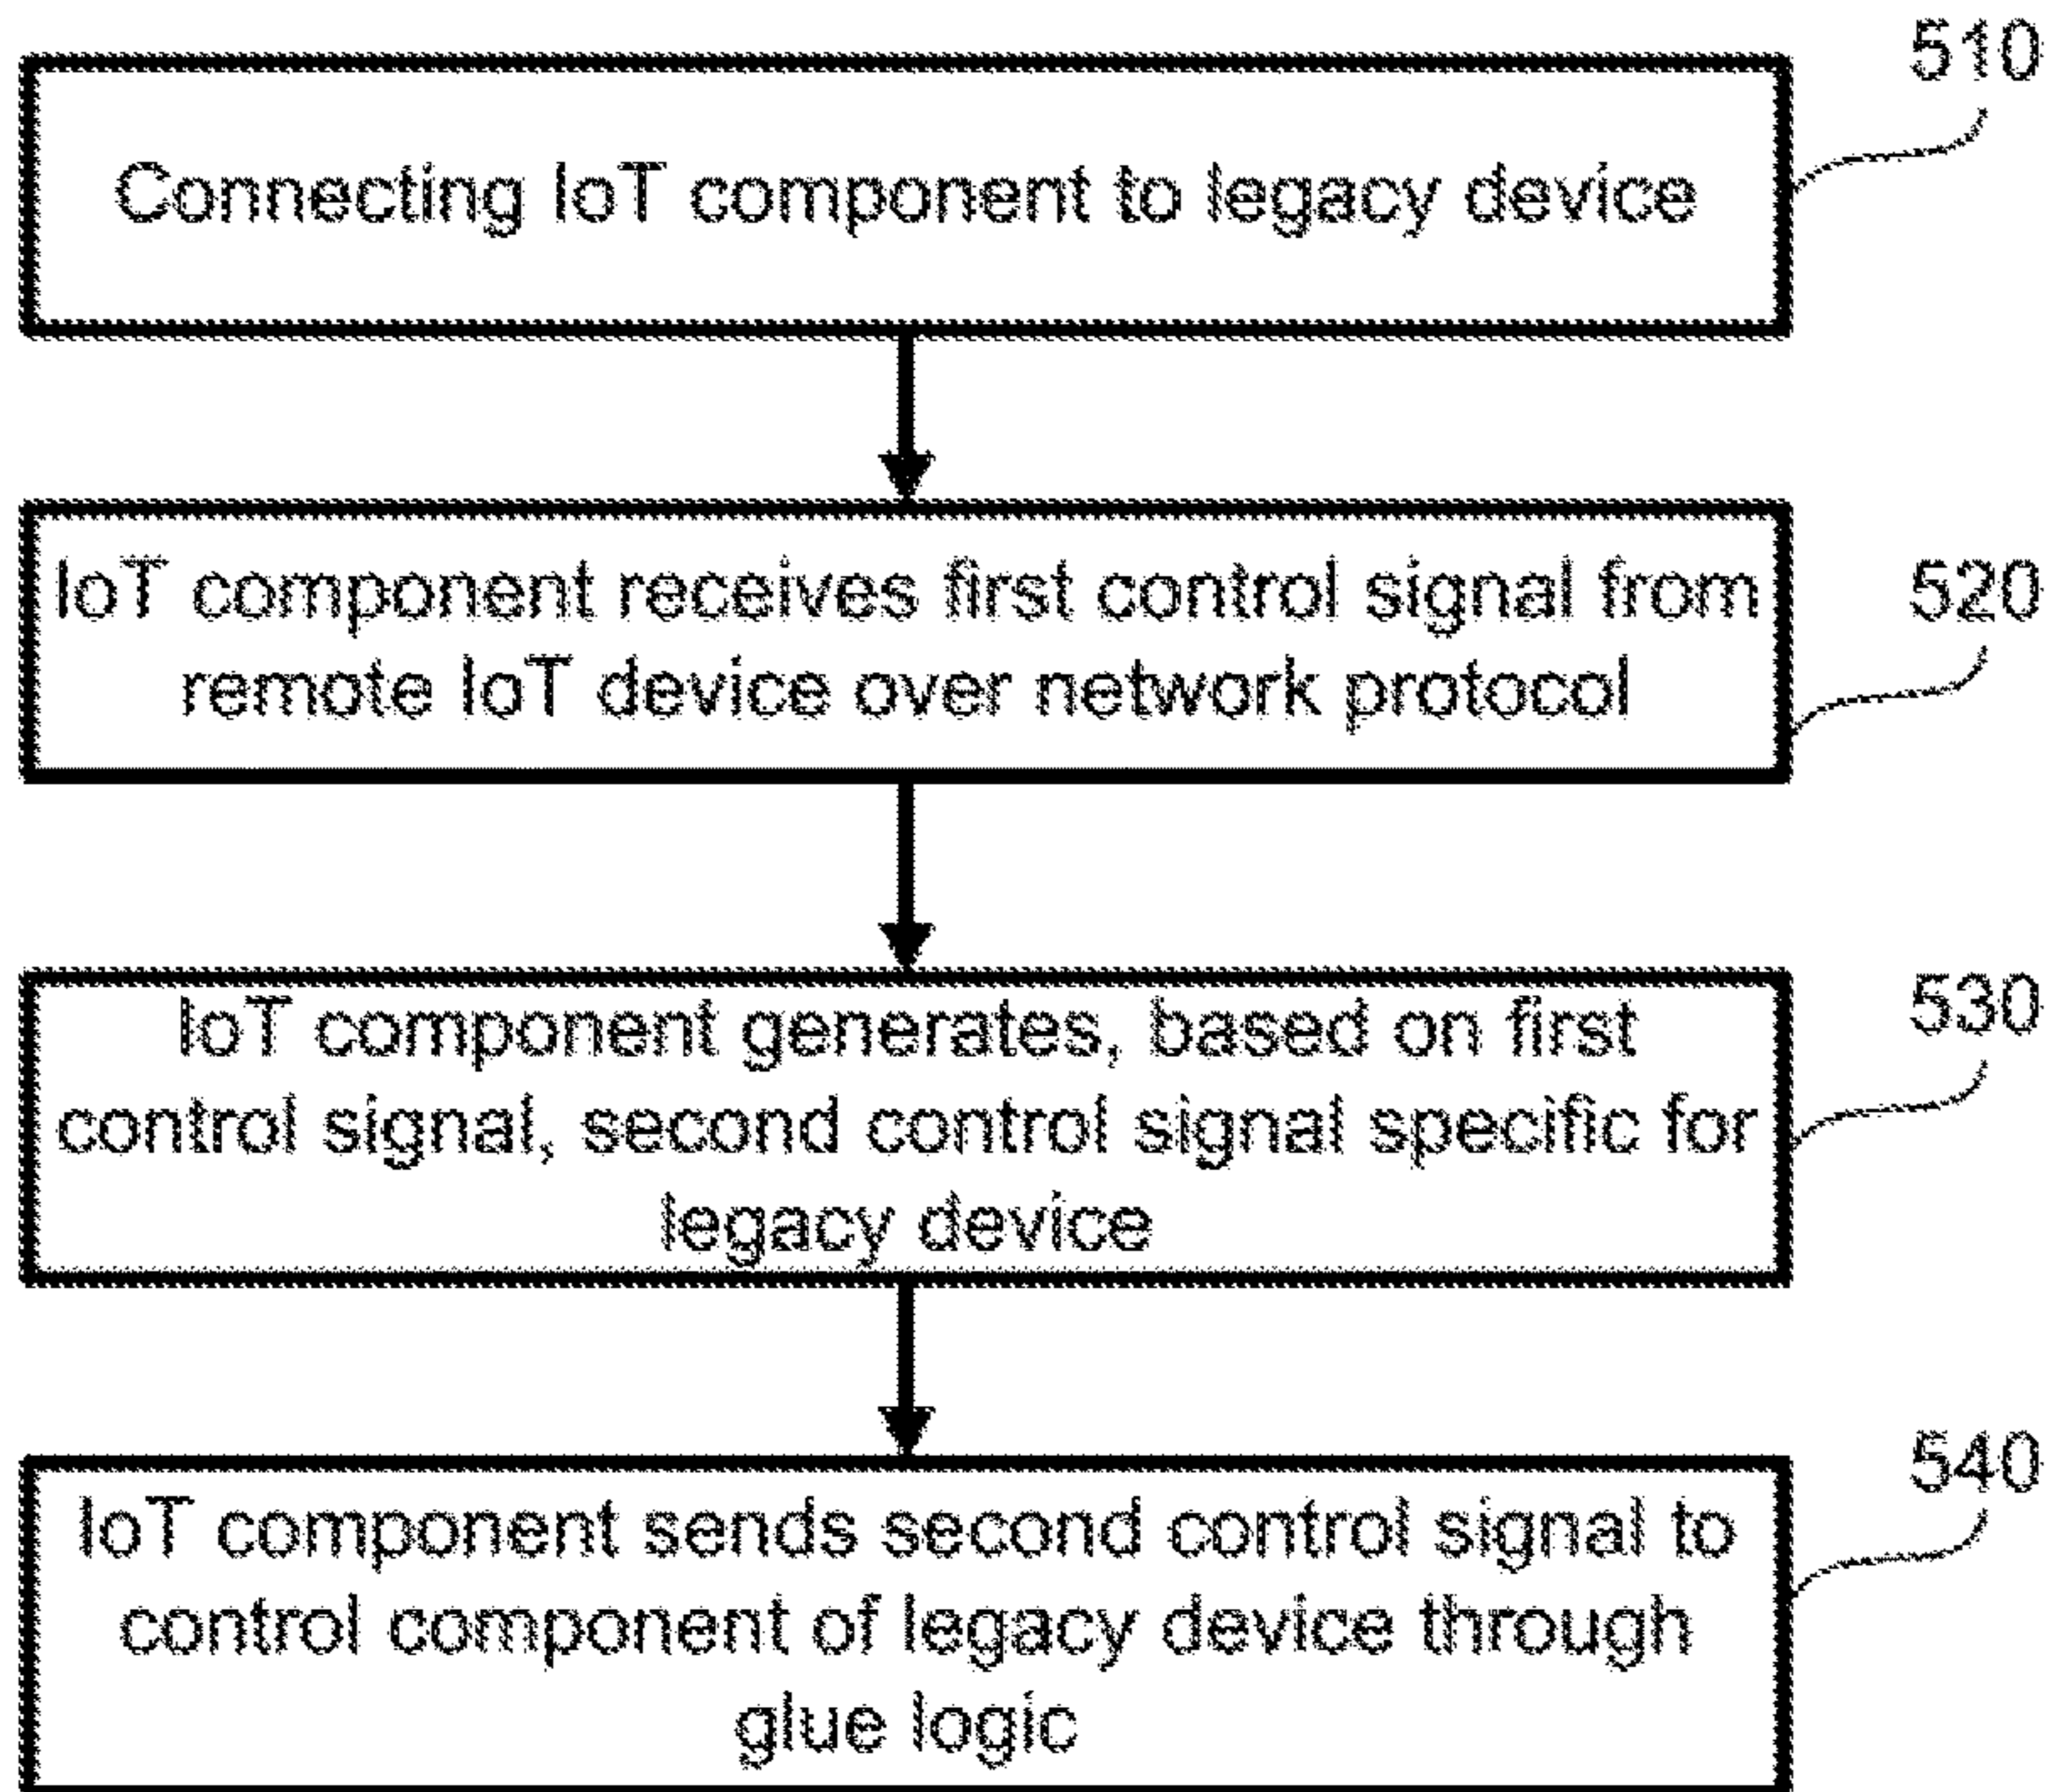 510
Connecting IoT component to legacy device
IoT component receives first control signal from
remote IoT device over network protocol
520
IoT component generates, based on first
control signal, second control signal specific for
legacy device
530
IoT component sends second control signal to
control component of legacy device through
glue logic
540